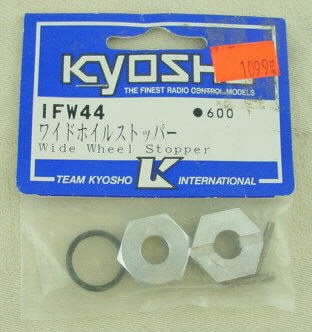 KYOSHO
1099
THE FINEST RADIO CONTROL MODELS
IFW44
●600
ワイドホイルストッパー
Wide Wheel Stopper
TEAM KYOSHO K INTERNATIONAL